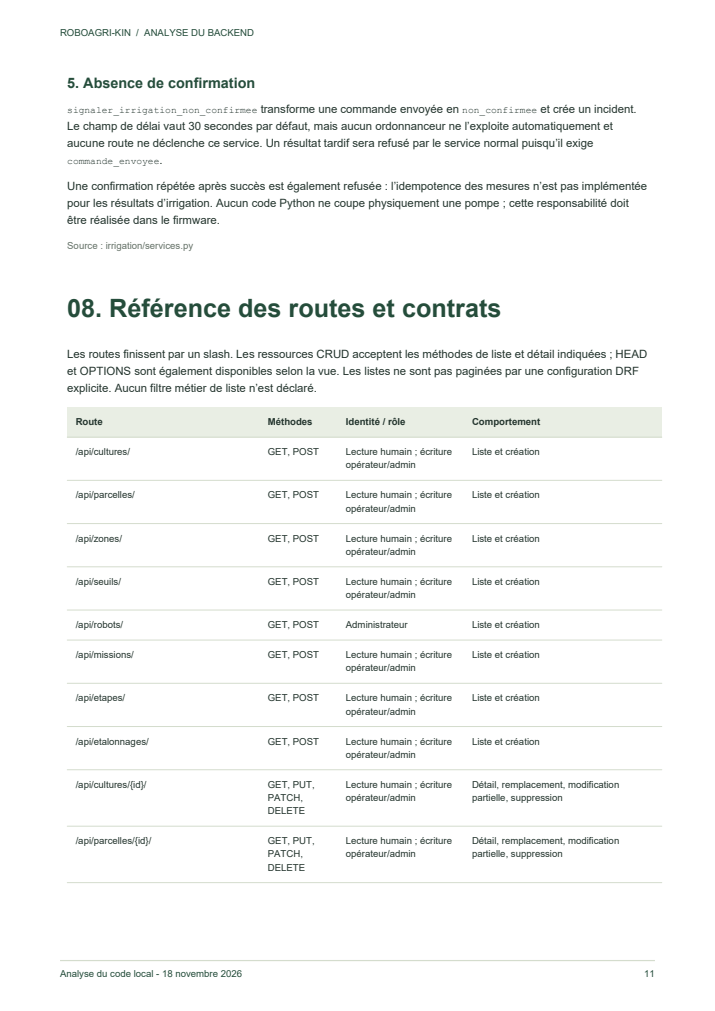 ROBOAGRI-KIN / ANALYSE DU BACKEND
5. Absence de confirmation
signaler_irrigation_non_confirmee transforme une commande envoyée en non_confirmee et crée un incident.
Le champ de délai vaut 30 secondes par défaut, mais aucun ordonnanceur ne l'exploite automatiquement et
aucune route ne déclenche ce service. Un résultat tardif sera refusé par le service normal puisqu'il exige
commande_envoyee.
Une confirmation répétée après succès est également refusée : l'idempotence des mesures n'est pas implémentée
pour les résultats d'irrigation. Aucun code Python ne coupe physiquement une pompe ; cette responsabilité doit
être réalisée dans le firmware.
Source : irrigation/services.py
08. Référence des routes et contrats
Les routes finissent par un slash. Les ressources CRUD acceptent les méthodes de liste et détail indiquées ; HEAD
et OPTIONS sont également disponibles selon la vue. Les listes ne sont pas paginées par une configuration DRF
explicite. Aucun filtre métier de liste n'est déclaré.
Route Méthodes Identité / rôle Comportement
/api/cultures/ GET, POST Lecture humain ; écriture Liste et création
opérateur/admin
/api/parcelles/ GET, POST Lecture humain ; écriture Liste et création
opérateur/admin
/api/zones/ GET, POST Lecture humain ; écriture Liste et création
opérateur/admin
/api/seuils/ GET, POST Lecture humain ; écriture Liste et création
opérateur/admin
/api/robots/ GET, POST Administrateur Liste et création
/api/missions/ GET, POST Lecture humain ; écriture Liste et création
opérateur/admin
/api/etapes/ GET, POST Lecture humain ; écriture Liste et création
opérateur/admin
/api/etalonnages/ GET, POST Lecture humain ; écriture Liste et création
opérateur/admin
/api/cultures/{id}/ GET, PUT, Lecture humain ; écriture Détail, remplacement, modification
PATCH, opérateur/admin partielle, suppression
DELETE
/api/parcelles/{id}/ GET, PUT, Lecture humain ; écriture Détail, remplacement, modification
PATCH, opérateur/admin partielle, suppression
DELETE
Analyse du code local - 18 novembre 2026 11